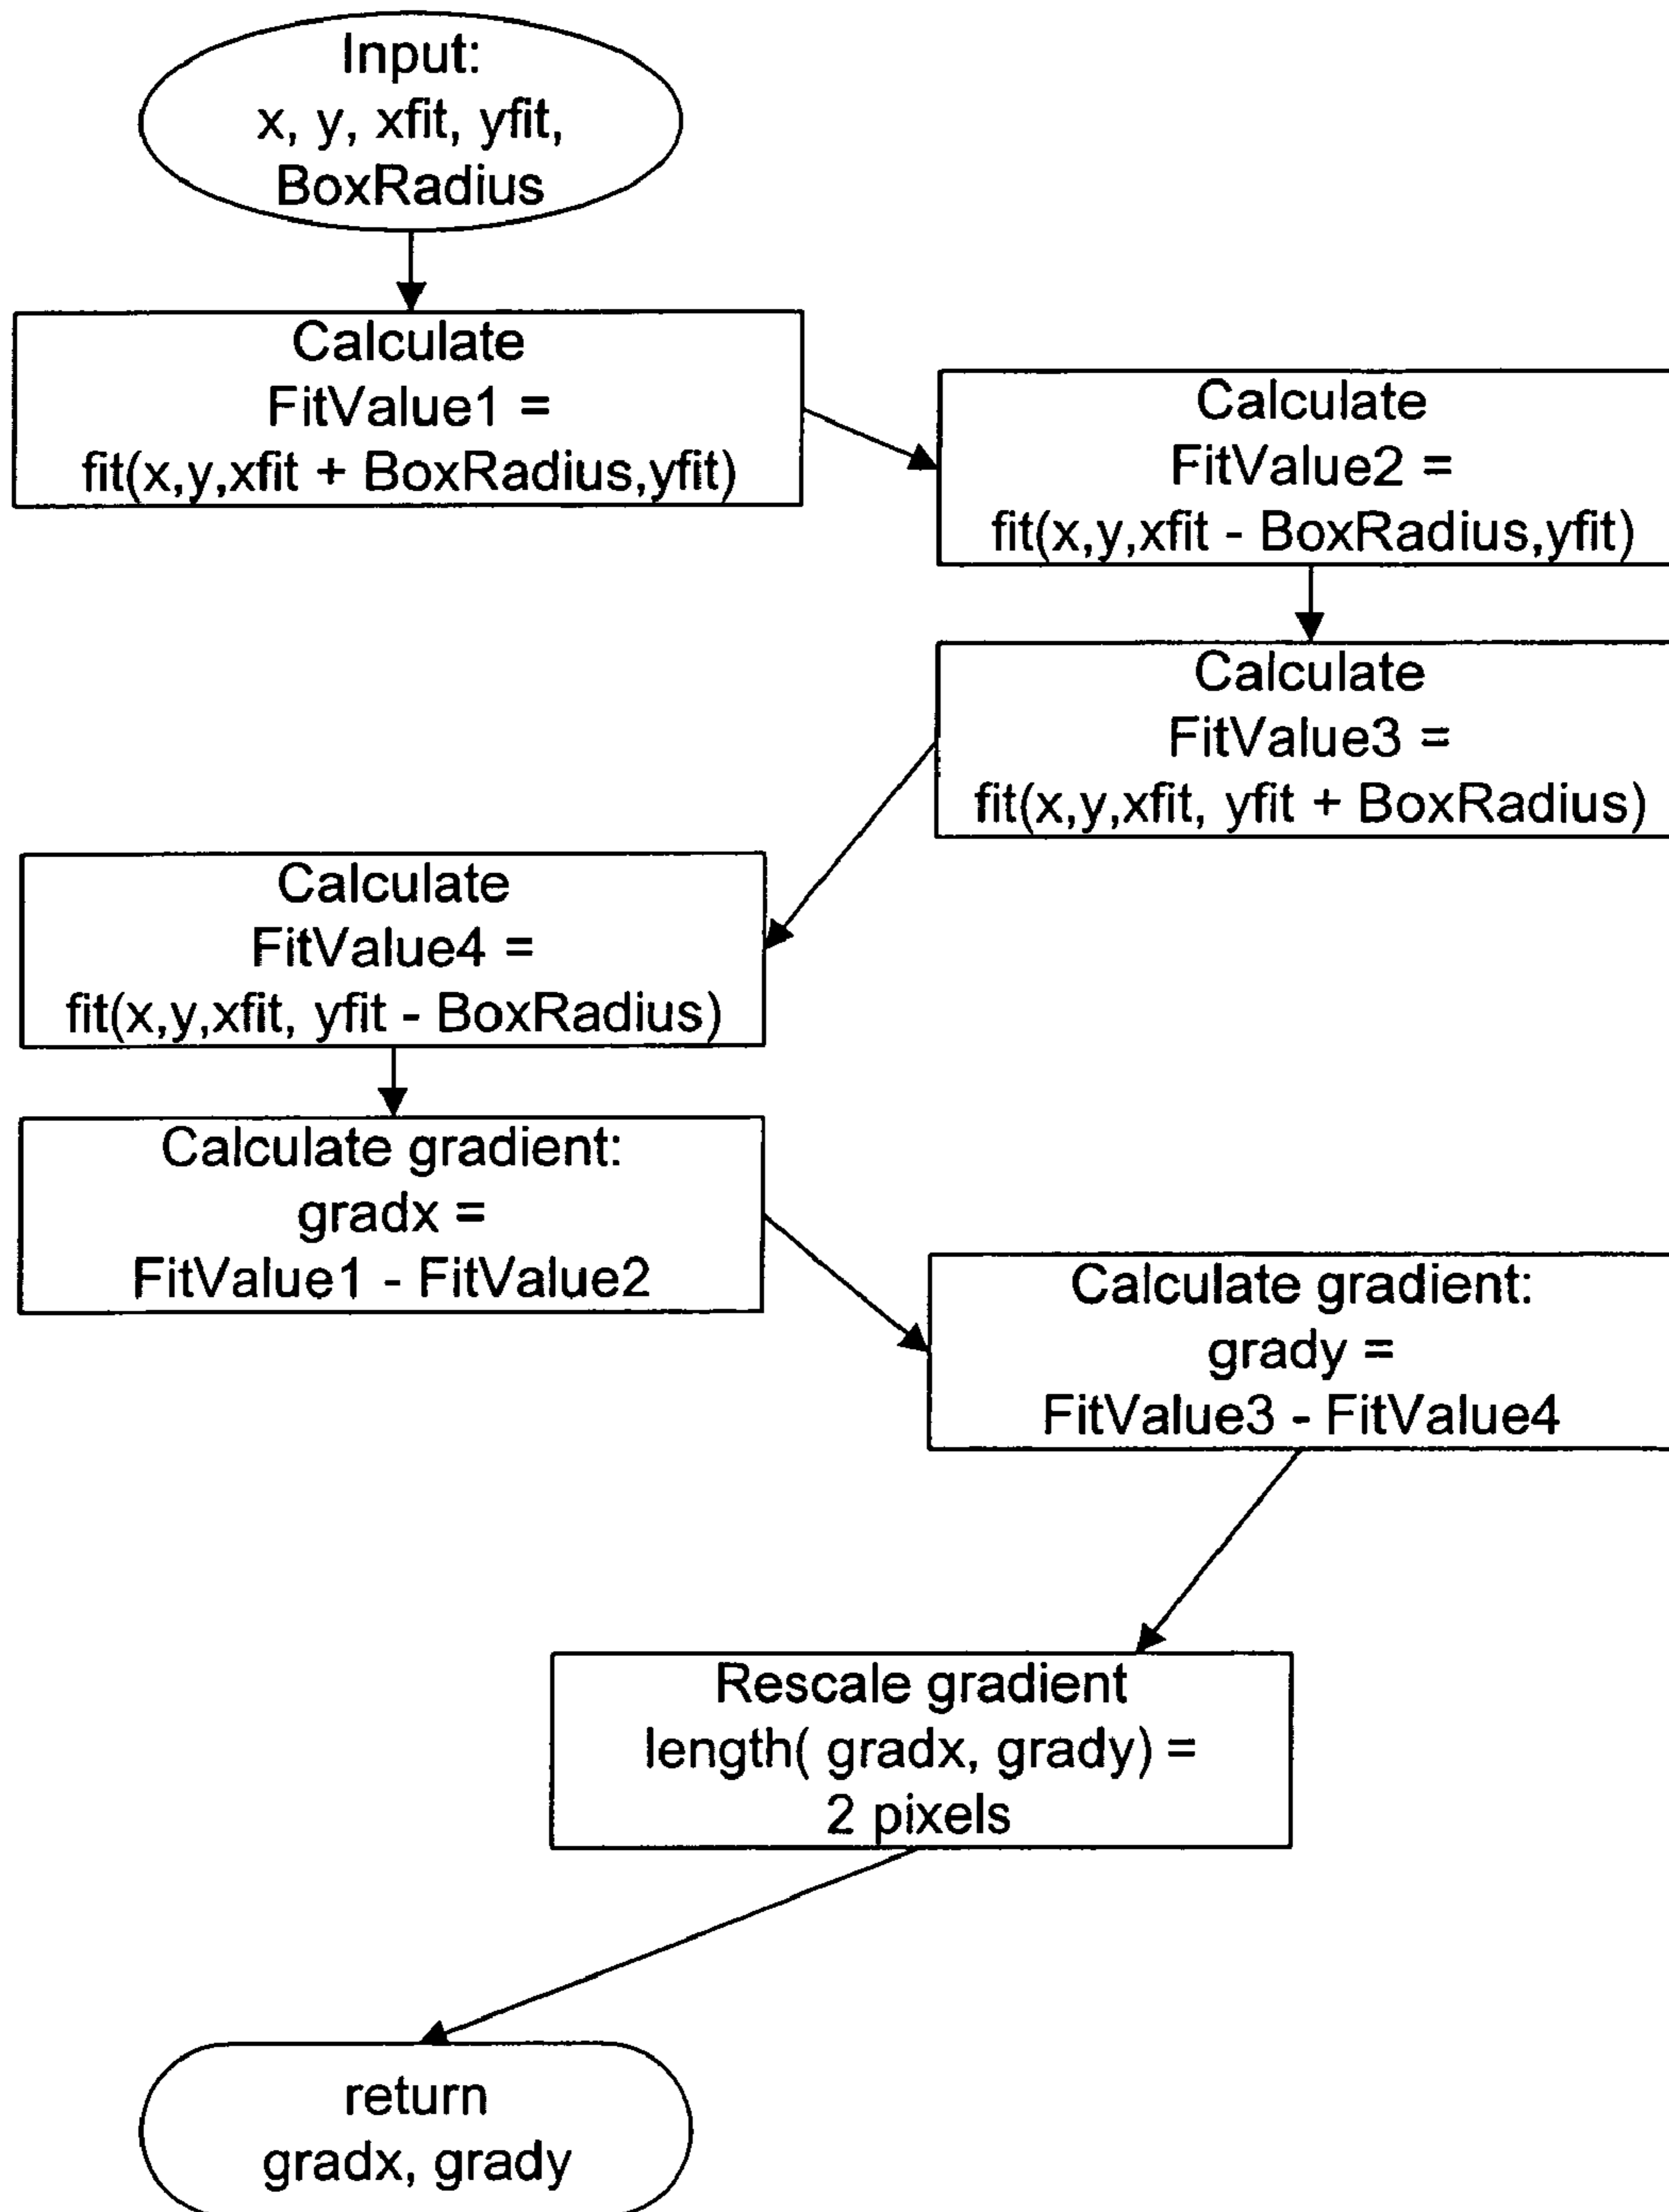 Input:
x, y, xfit, yfit,
BoxRadius
Calculate
FitValue1 =
fit(x,y,xfit + BoxRadius,yfit)
Calculate
FitValue2 =
fit(x,y,xfit - BoxRadius,yfit)
Calculate
FitValue3 =
fit(x,y,xfit, yfit + BoxRadius)
Calculate
FitValue4 =
fit(x,y,xfit, yfit - BoxRadius)
Calculate gradient:
gradx =
FitValue1 - FitValue2
Calculate gradient:
grady =
FitValue3 - FitValue4
Rescale gradient
length( gradx, grady) =
2 pixels
return
gradx, grady